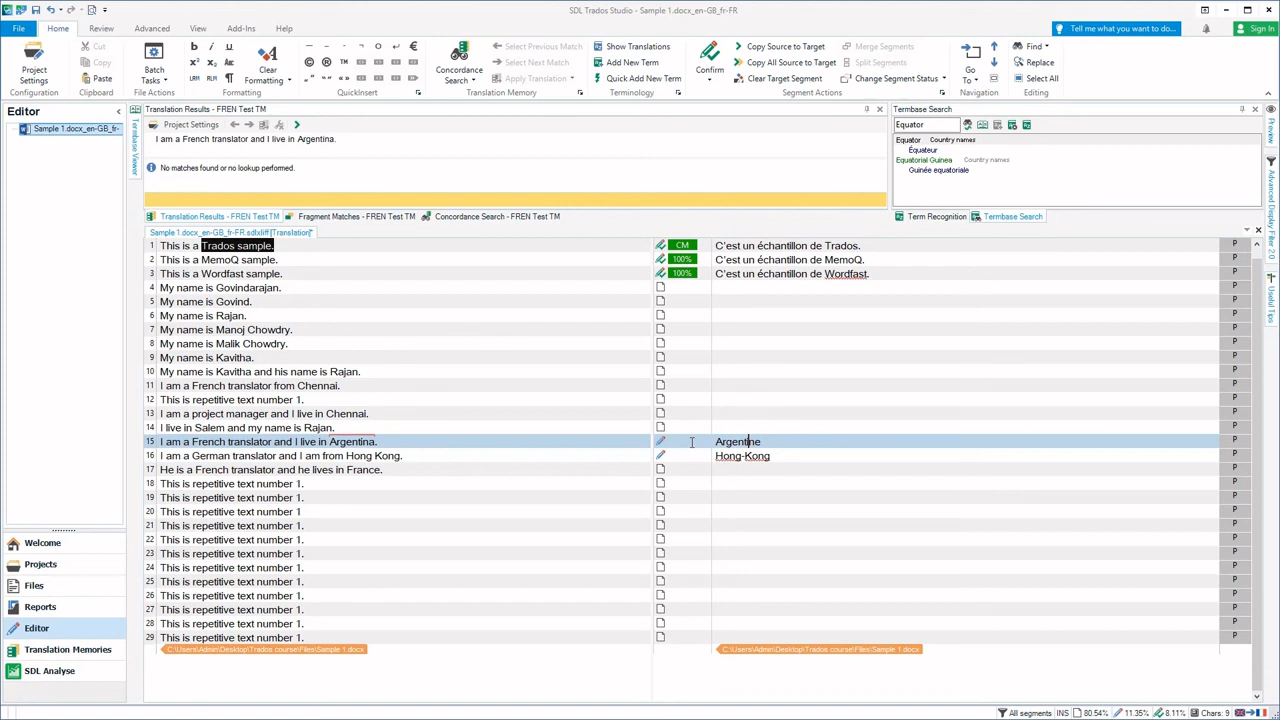 SDL Trados Studio - Sample 1.docx_en-GB_fr-FR
File Home Review Advanced View Add-Ins Help
Tell me what you want to do...
Sign In
Project Settings
Configuration
Cut
Copy
Paste
Clipboard
Batch Tasks
File Actions
Clear Formatting
Formatting
QuickInsert
Concordance Search
Select Previous Match
Select Next Match
Apply Translation
Translation Memory
Show Translations
Add New Term
Quick Add New Term
Terminology
Confirm
Copy Source to Target
Copy All Source to Target
Clear Target Segment
Merge Segments
Split Segments
Change Segment Status
Segment Actions
Go To
Navigation
Find
Replace
Select All
Editing
Editor
Sample 1.docx_en-GB_fr-
Termbase Viewer
Translation Results - FREN Test TM
Project Settings
I am a French translator and I live in Argentina.
No matches found or no lookup performed.
Translation Results - FREN Test TM Fragment Matches - FREN Test TM Concordance Search - FREN Test TM
Termbase Search
Equator
Equator Country names
Équateur
Equatorial Guinea Country names
Guinée equatoriale
Term Recognition Termbase Search
Preview
Advanced Display Filter 2.0
Useful Tips
Sample 1.docx_en-GB_fr-FR.sdlxliff [Translation]*
1 This is a Trados sample. CM C'est un échantillon de Trados. P
2 This is a MemoQ sample. 100% C'est un échantillon de MemoQ. P
3 This is a Wordfast sample. 100% C'est un échantillon de Wordfast. P
4 My name is Govindarajan. P
5 My name is Govind. P
6 My name is Rajan. P
7 My name is Manoj Chowdry. P
8 My name is Malik Chowdry. P
9 My name is Kavitha. P
10 My name is Kavitha and his name is Rajan. P
11 I am a French translator from Chennai. P
12 This is repetitive text number 1. P
13 I am a project manager and I live in Chennai. P
14 I live in Salem and my name is Rajan. P
15 I am a French translator and I live in Argentina. Argentine P
16 I am a German translator and I am from Hong Kong. Hong-Kong P
17 He is a French translator and he lives in France. P
18 This is repetitive text number 1. P
19 This is repetitive text number 1. P
20 This is repetitive text number 1 P
21 This is repetitive text number 1. P
22 This is repetitive text number 1. P
23 This is repetitive text number 1. P
24 This is repetitive text number 1. P
25 This is repetitive text number 1. P
26 This is repetitive text number 1. P
27 This is repetitive text number 1. P
28 This is repetitive text number 1. P
29 This is repetitive text number 1. P
C:\Users\Admin\Desktop\Trados course\Files\Sample 1.docx C:\Users\Admin\Desktop\Trados course\Files\Sample 1.docx
Welcome
Projects
Files
Reports
Editor
Translation Memories
SDL Analyse
All segments INS 80.54% 11.35% 8.11% Chars: 9